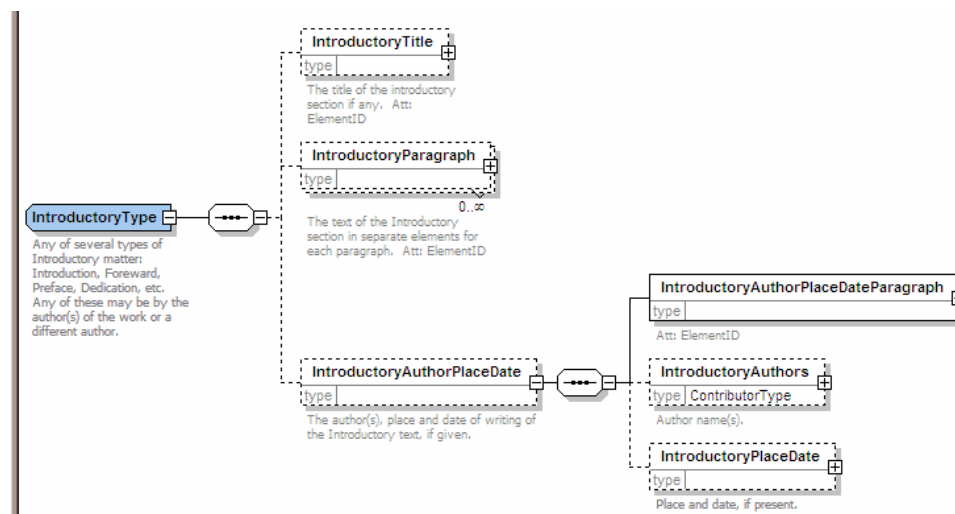 IntroductoryTitle
type
The title of the introductory
section if any. Att:
ElementID
IntroductoryParagraph
type
0..∞
The text of the Introductory
section in separate elements for
each paragraph. Att: ElementID
IntroductoryType
Any of several types of
Introductory matter:
Introduction, Foreward,
Preface, Dedication, etc.
Any of these may be by the
author(s) of the work or a
different author.
IntroductoryAuthorPlaceDate
type
The author(s), place and date of writing of
the Introductory text, if given.
IntroductoryAuthorPlaceDateParagraph
type
Att: ElementID
IntroductoryAuthors
type ContributorType
Author name(s).
IntroductoryPlaceDate
type
Place and date, if present.